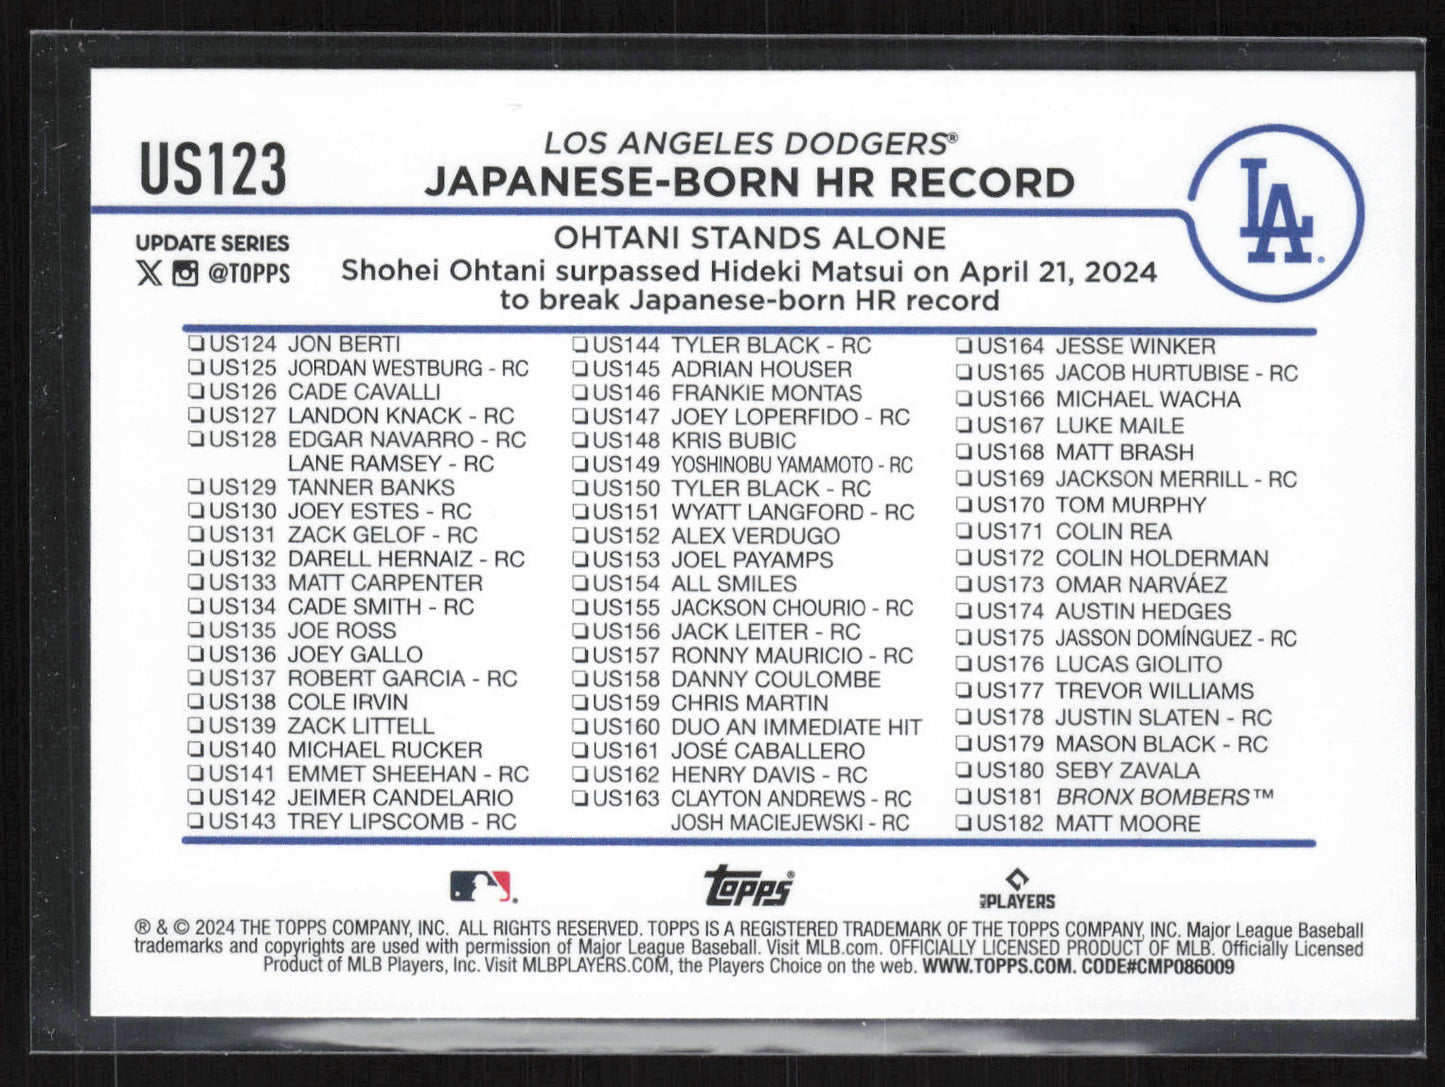 US123
LOS ANGELES DODGERS®
JAPANESE-BORN HR RECORD
LA
UPDATE SERIES
@TOPPS
OHTANI STANDS ALONE
Shohei Ohtani surpassed Hideki Matsui on April 21, 2024
to break Japanese-born HR record
US124 JON BERTI
US125 JORDAN WESTBURG - RC
US126 CADE CAVALLI
US127 LANDON KNACK - RC
US128 EDGAR NAVARRO - RC
LANE RAMSEY - RC
US129 TANNER BANKS
US130 JOEY ESTES - RC
US131 ZACK GELOF - RC
US132 DARELL HERNAIZ - RC
US133 MATT CARPENTER
US134 CADE SMITH - RC
US135 JOE ROSS
US136 JOEY GALLO
US137 ROBERT GARCIA - RC
US138 COLE IRVIN
US139 ZACK LITTELL
US140 MICHAEL RUCKER
US141 EMMET SHEEHAN - RC
US142 JEIMER CANDELARIO
US143 TREY LIPSCOMB - RC
US144 TYLER BLACK - RC
US145 ADRIAN HOUSER
US146 FRANKIE MONTAS
US147 JOEY LOPERFIDO - RC
US148 KRIS BUBIC
US149 YOSHINOBU YAMAMOTO - RC
US150 TYLER BLACK - RC
US151 WYATT LANGFORD - RC
US152 ALEX VERDUGO
US153 JOEL PAYAMPS
US154 ALL SMILES
US155 JACKSON CHOURIO - RC
US156 JACK LEITER - RC
US157 RONNY MAURICIO - RC
US158 DANNY COULOMBE
US159 CHRIS MARTIN
US160 DUO AN IMMEDIATE HIT
US161 JOSÉ CABALLERO
US162 HENRY DAVIS - RC
US163 CLAYTON ANDREWS - RC
JOSH MACIEJEWSKI - RC
US164 JESSE WINKER
US165 JACOB HURTUBISE - RC
US166 MICHAEL WACHA
US167 LUKE MAILE
US168 MATT BRASH
US169 JACKSON MERRILL - RC
US170 TOM MURPHY
US171 COLIN REA
US172 COLIN HOLDERMAN
US173 OMAR NARVÁEZ
US174 AUSTIN HEDGES
US175 JASSON DOMÍNGUEZ - RC
US176 LUCAS GIOLITO
US177 TREVOR WILLIAMS
US178 JUSTIN SLATEN - RC
US179 MASON BLACK - RC
US180 SEBY ZAVALA
US181 BRONX BOMBERS™
US182 MATT MOORE
Topps®
MLB PLAYERS
® & © 2024 THE TOPPS COMPANY, INC. ALL RIGHTS RESERVED. TOPPS IS A REGISTERED TRADEMARK OF THE TOPPS COMPANY, INC. Major League Baseball
trademarks and copyrights are used with permission of Major League Baseball. Visit MLB.com. OFFICIALLY LICENSED PRODUCT OF MLB. Officially Licensed
Product of MLB Players, Inc. Visit MLBPLAYERS.COM, the Players Choice on the web. WWW.TOPPS.COM. CODE#CMP086009